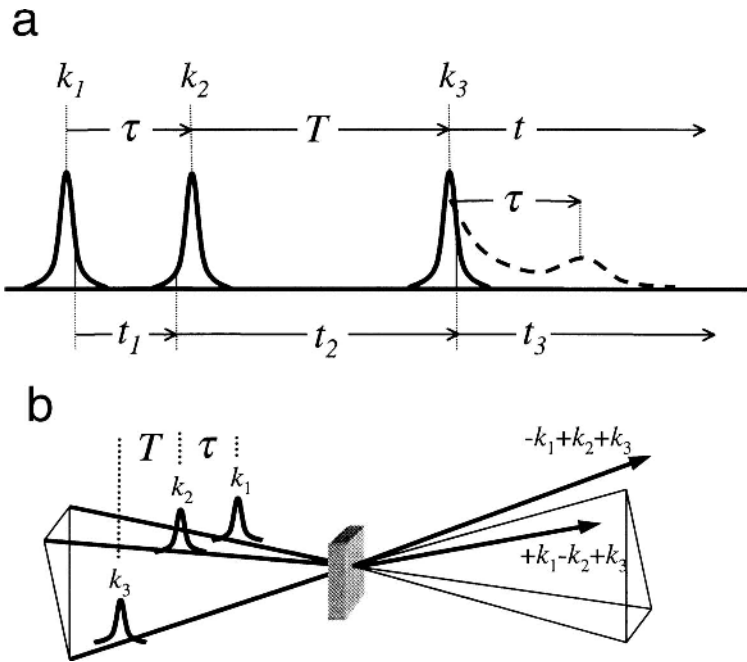 a
k₁ k₂ k₃
τ T t
τ
t₁ t₂ t₃
b
T τ
k₁
k₂
k₃
-k₁+k₂+k₃
+k₁-k₂+k₃